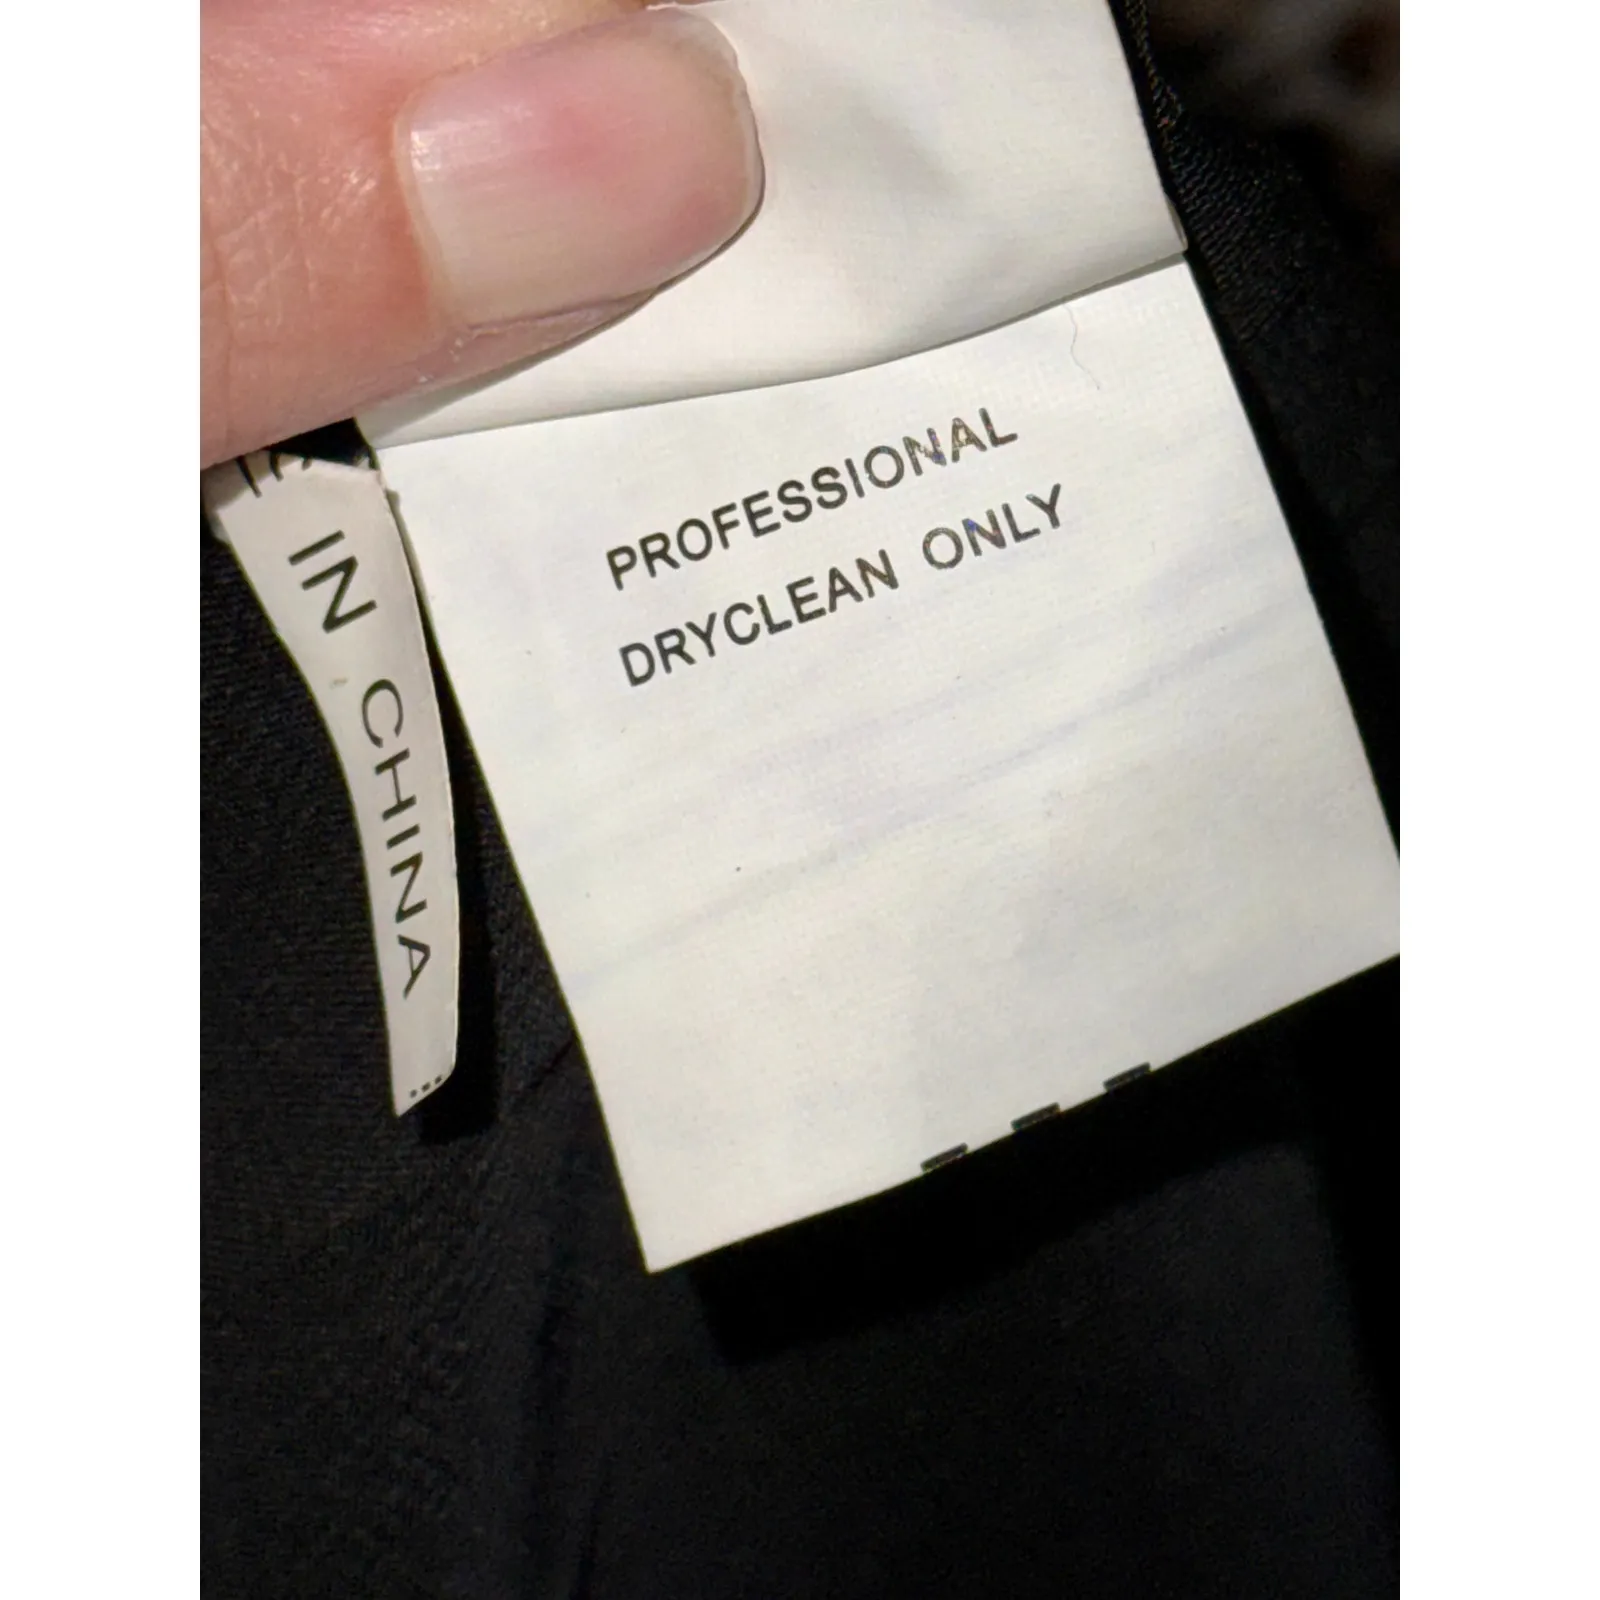 PROFESSIONAL
DRYCLEAN ONLY
IN CHINA